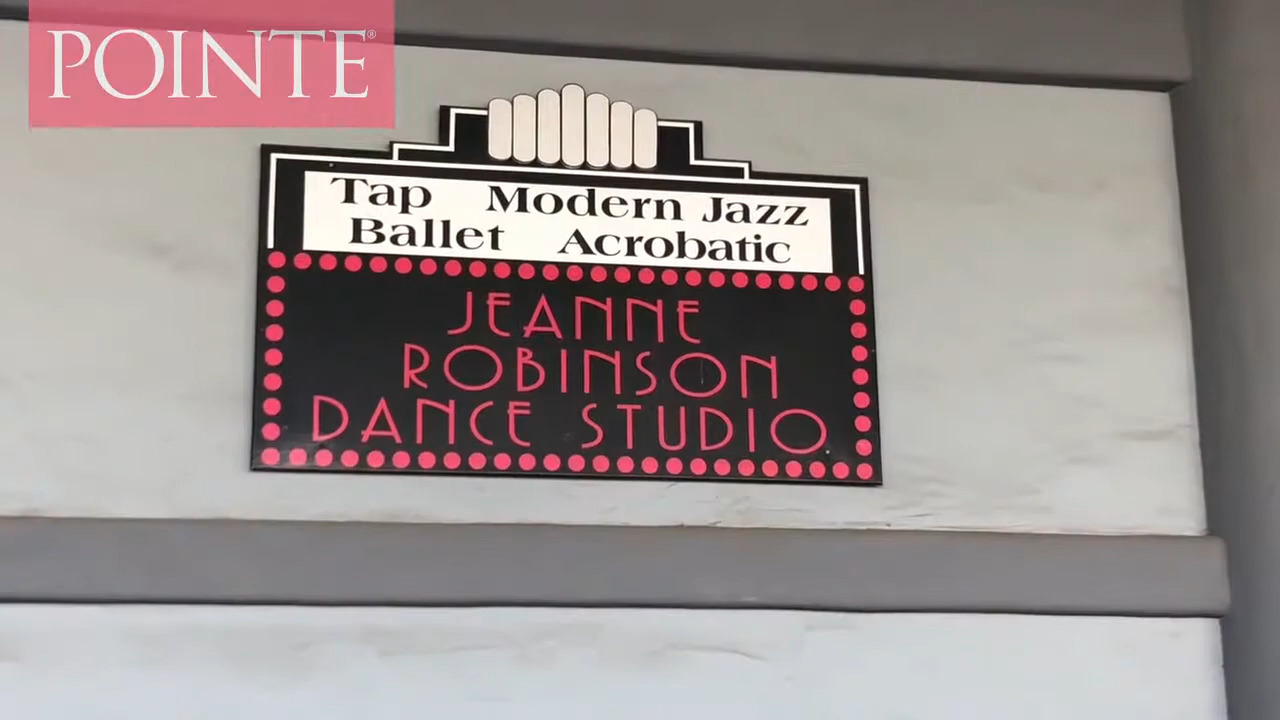 POINTE®
Tap Modern Jazz
Ballet Acrobatic
JEANNE
ROBINSON
DANCE STUDIO